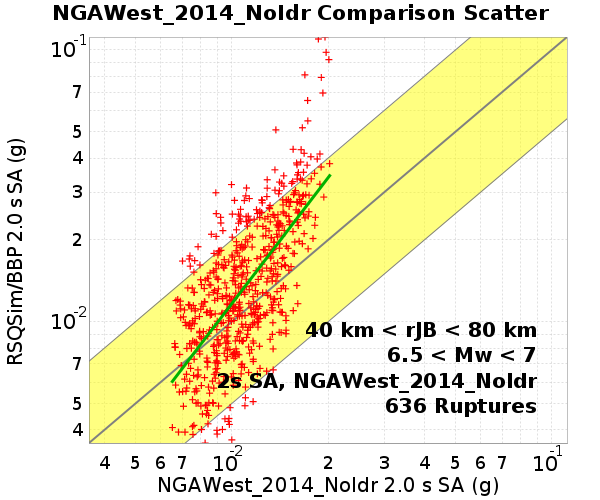 NGAWest_2014_NoIdr Comparison Scatter
10-1
7
5
4
3
2
10-2
7
5
4
RSQSim/BBP 2.0 s SA (g)
40 km < rJB < 80 km
6.5 < Mw < 7
2s SA, NGAWest_2014_NoIdr
636 Ruptures
4 5 6 7 10-2 2 3 4 5 6 7 10-1
NGAWest_2014_NoIdr 2.0 s SA (g)